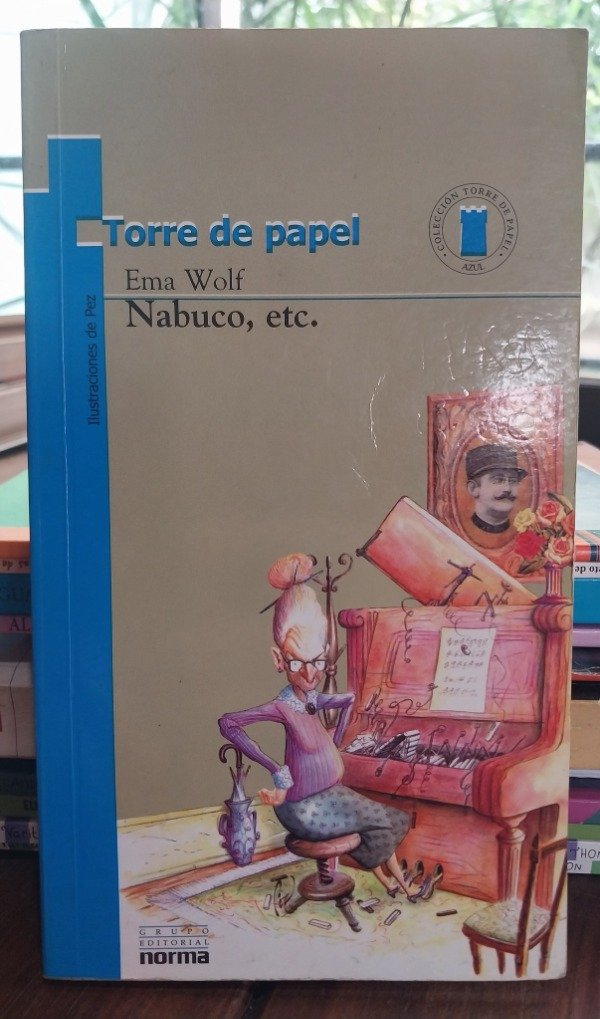 Torre de papel
COLECCIÓN TORRE DE PAPEL
AZUL
Ema Wolf
Nabuco, etc.
Ilustraciones de Pez
GRUPO
EDITORIAL
norma